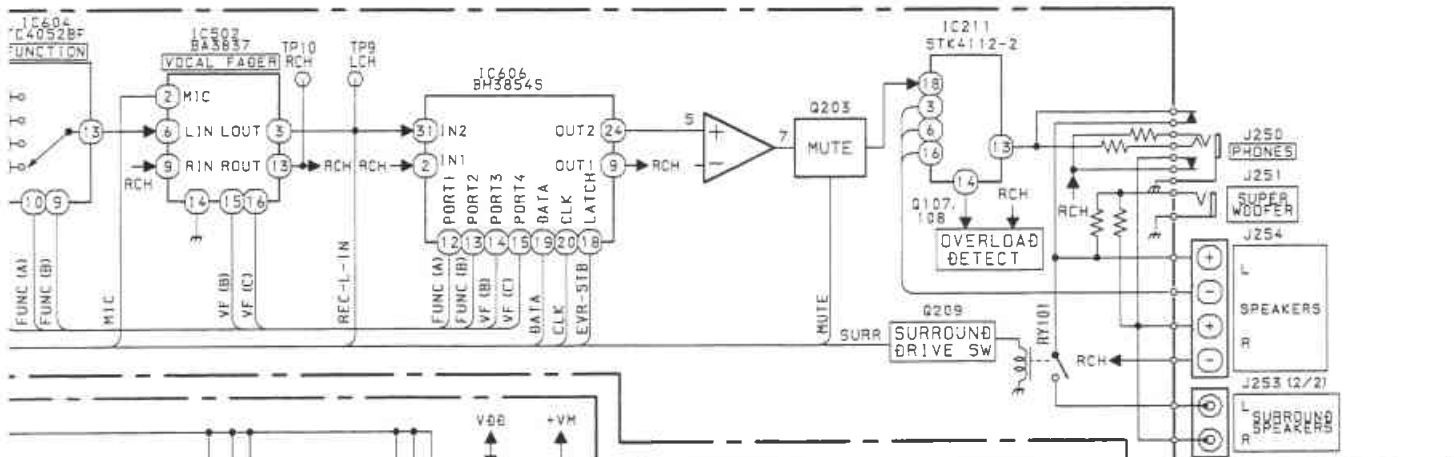 IC604
TC4052BF
FUNCTION
13
10 9
FUNC (A)
FUNC (B)
MIC
IC502
BA3837
VOCAL FADER
2 MIC
6 LIN LOUT 3
9 RIN ROUT 13
RCH
14 15 16
VF (B)
VF (C)
TP10
RCH
TP9
LCH
RCH
RCH
REC-L-IN
IC606
BH3854S
31 IN2 OUT2 24
2 IN1 OUT1 9
RCH
PORT1
PORT2
PORT3
PORT4
DATA
CLK
LATCH
12 13 14 15 19 20 18
FUNC (A)
FUNC (B)
VF (B)
VF (C)
DATA
CLK
EVR-STB
5
+
−
7
Q203
MUTE
MUTE
IC211
STK4112-2
18
3
6
16
13
14
Q107,
108
RCH
OVERLOAD
DETECT
SURR
Q209
SURROUND
DRIVE SW
RY101
RCH
RCH
J250
PHONES
J251
SUPER
WOOFER
J254
+
L
−
SPEAKERS
+
R
−
J253 (2/2)
L
SURROUND
SPEAKERS
R
VDD
+VM